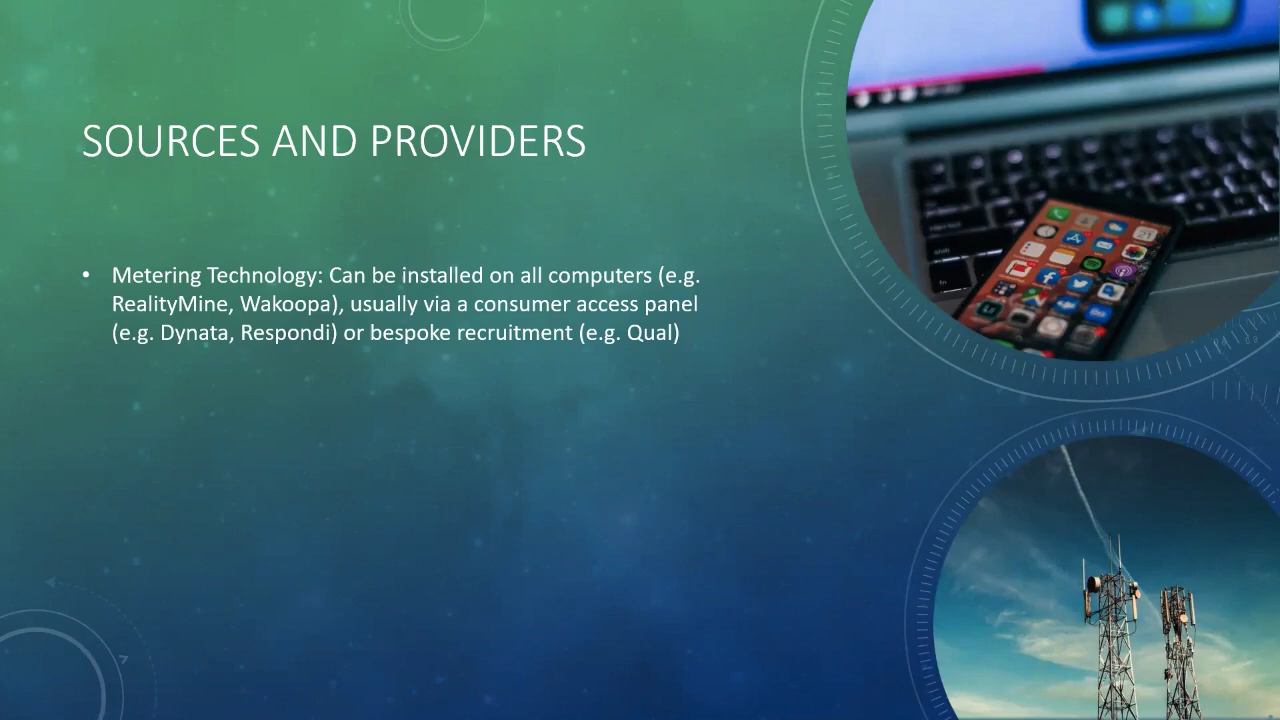 SOURCES AND PROVIDERS
• Metering Technology: Can be installed on all computers (e.g.
RealityMine, Wakoopa), usually via a consumer access panel
(e.g. Dynata, Respondi) or bespoke recruitment (e.g. Qual)